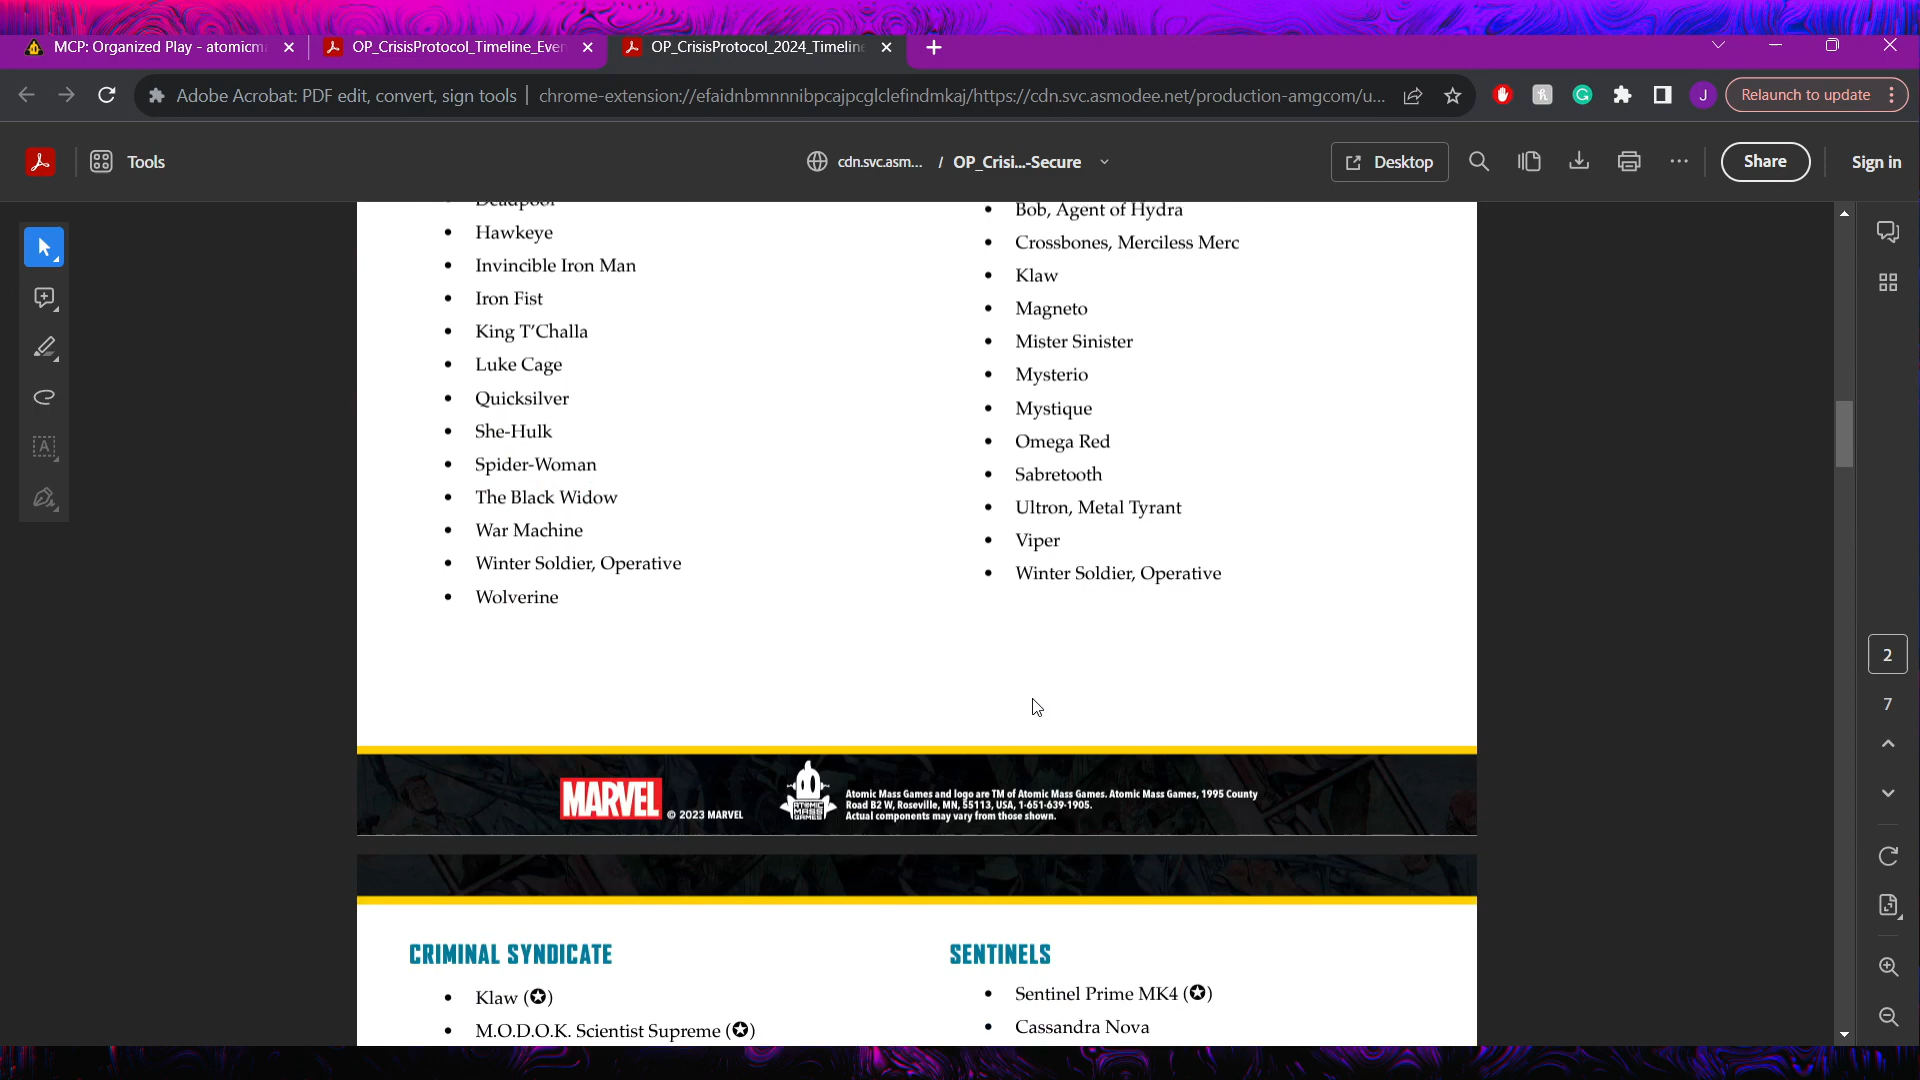 MCP: Organized Play - atomicm
OP_CrisisProtocol_Timeline_Even
OP_CrisisProtocol_2024_Timeline
Adobe Acrobat: PDF edit, convert, sign tools
chrome-extension://efaidnbmnnnibpcajpcglclefindmkaj/https://cdn.svc.asmodee.net/production-amgcom/u...
J
Relaunch to update
Tools
cdn.svc.asm... / OP_Crisi...-Secure
Desktop
Share
Sign in
Deadpool
Hawkeye
Invincible Iron Man
Iron Fist
King T'Challa
Luke Cage
Quicksilver
She-Hulk
Spider-Woman
The Black Widow
War Machine
Winter Soldier, Operative
Wolverine
Bob, Agent of Hydra
Crossbones, Merciless Merc
Klaw
Magneto
Mister Sinister
Mysterio
Mystique
Omega Red
Sabretooth
Ultron, Metal Tyrant
Viper
Winter Soldier, Operative
2
7
MARVEL © 2023 MARVEL
ATOMIC
MASS
GAMES
Atomic Mass Games and logo are TM of Atomic Mass Games. Atomic Mass Games, 1995 County
Road B2 W, Roseville, MN, 55113, USA, 1-651-639-1905.
Actual components may vary from those shown.
CRIMINAL SYNDICATE
Klaw (✪)
M.O.D.O.K. Scientist Supreme (✪)
SENTINELS
Sentinel Prime MK4 (✪)
Cassandra Nova